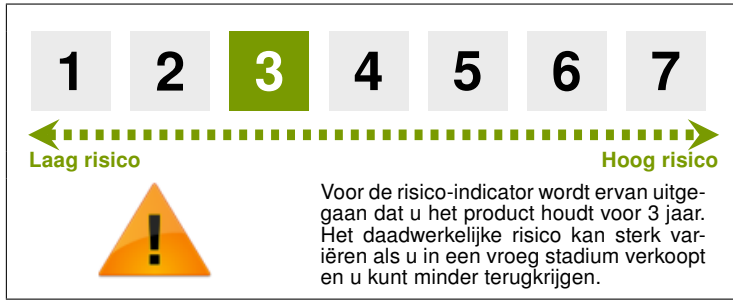 1 2 3 4 5 6 7
Laag risico Hoog risico
Voor de risico-indicator wordt ervan uitge-
gaan dat u het product houdt voor 3 jaar.
Het daadwerkelijke risico kan sterk var-
iëren als u in een vroeg stadium verkoopt
en u kunt minder terugkrijgen.